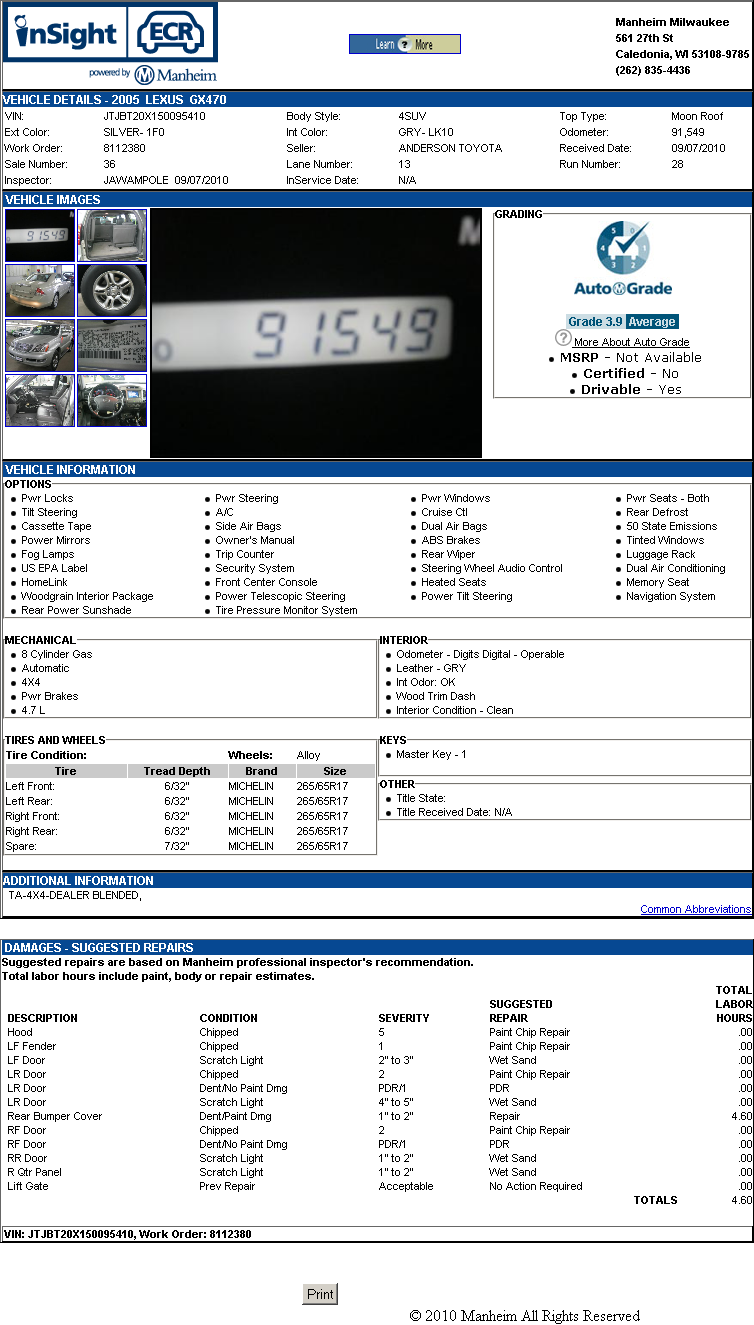 inSight ECR
powered by Manheim
Learn ? More
Manheim Milwaukee
561 27th St
Caledonia, WI 53108-9785
(262) 835-4436
VEHICLE DETAILS - 2005 LEXUS GX470
VIN: JTJBT20X150095410 Body Style: 4SUV Top Type: Moon Roof
Ext Color: SILVER- 1F0 Int Color: GRY- LK10 Odometer: 91,549
Work Order: 8112380 Seller: ANDERSON TOYOTA Received Date: 09/07/2010
Sale Number: 36 Lane Number: 13 Run Number: 28
Inspector: JAWAMPOLE 09/07/2010 InService Date: N/A
VEHICLE IMAGES
91549
91549
GRADING
5 0 4 3 2 1
AutoGrade
Grade 3.9 Average
? More About Auto Grade
• MSRP - Not Available
• Certified - No
• Drivable - Yes
VEHICLE INFORMATION
OPTIONS
• Pwr Locks • Pwr Steering • Pwr Windows • Pwr Seats - Both
• Tilt Steering • A/C • Cruise Ctl • Rear Defrost
• Cassette Tape • Side Air Bags • Dual Air Bags • 50 State Emissions
• Power Mirrors • Owner's Manual • ABS Brakes • Tinted Windows
• Fog Lamps • Trip Counter • Rear Wiper • Luggage Rack
• US EPA Label • Security System • Steering Wheel Audio Control • Dual Air Conditioning
• HomeLink • Front Center Console • Heated Seats • Memory Seat
• Woodgrain Interior Package • Power Telescopic Steering • Power Tilt Steering • Navigation System
• Rear Power Sunshade • Tire Pressure Monitor System
MECHANICAL
• 8 Cylinder Gas
• Automatic
• 4X4
• Pwr Brakes
• 4.7 L
INTERIOR
• Odometer - Digits Digital - Operable
• Leather - GRY
• Int Odor: OK
• Wood Trim Dash
• Interior Condition - Clean
TIRES AND WHEELS
Tire Condition: Wheels: Alloy
Tire Tread Depth Brand Size
Left Front: 6/32" MICHELIN 265/65R17
Left Rear: 6/32" MICHELIN 265/65R17
Right Front: 6/32" MICHELIN 265/65R17
Right Rear: 6/32" MICHELIN 265/65R17
Spare: 7/32" MICHELIN 265/65R17
KEYS
• Master Key - 1
OTHER
• Title State:
• Title Received Date: N/A
ADDITIONAL INFORMATION
TA-4X4-DEALER BLENDED,
Common Abbreviations
DAMAGES - SUGGESTED REPAIRS
Suggested repairs are based on Manheim professional inspector's recommendation.
Total labor hours include paint, body or repair estimates.
DESCRIPTION CONDITION SEVERITY SUGGESTED REPAIR TOTAL LABOR HOURS
Hood Chipped 5 Paint Chip Repair .00
LF Fender Chipped 1 Paint Chip Repair .00
LF Door Scratch Light 2" to 3" Wet Sand .00
LR Door Chipped 2 Paint Chip Repair .00
LR Door Dent/No Paint Dmg PDR/1 PDR .00
LR Door Scratch Light 4" to 5" Wet Sand .00
Rear Bumper Cover Dent/Paint Dmg 1" to 2" Repair 4.60
RF Door Chipped 2 Paint Chip Repair .00
RF Door Dent/No Paint Dmg PDR/1 PDR .00
RR Door Scratch Light 1" to 2" Wet Sand .00
R Qtr Panel Scratch Light 1" to 2" Wet Sand .00
Lift Gate Prev Repair Acceptable No Action Required .00
TOTALS 4.60
VIN: JTJBT20X150095410, Work Order: 8112380
Print
© 2010 Manheim All Rights Reserved